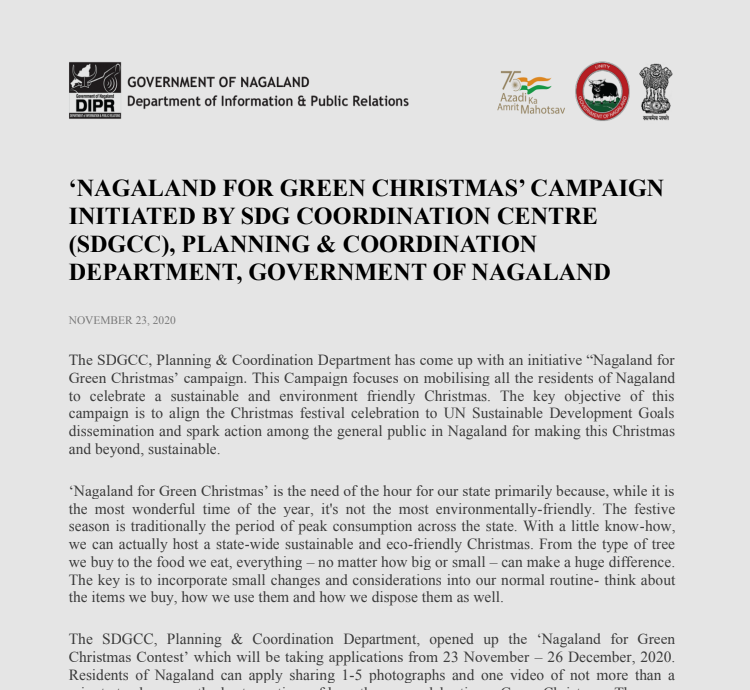 GOVERNMENT OF NAGALAND
Department of Information & Public Relations
DIPR
75
Azadi Ka
Amrit Mahotsav
UNITY
GOVERNMENT OF NAGALAND
सत्यमेव जयते
‘NAGALAND FOR GREEN CHRISTMAS’ CAMPAIGN
INITIATED BY SDG COORDINATION CENTRE
(SDGCC), PLANNING & COORDINATION
DEPARTMENT, GOVERNMENT OF NAGALAND
NOVEMBER 23, 2020
The SDGCC, Planning & Coordination Department has come up with an initiative “Nagaland for
Green Christmas’ campaign. This Campaign focuses on mobilising all the residents of Nagaland
to celebrate a sustainable and environment friendly Christmas. The key objective of this
campaign is to align the Christmas festival celebration to UN Sustainable Development Goals
dissemination and spark action among the general public in Nagaland for making this Christmas
and beyond, sustainable.
‘Nagaland for Green Christmas’ is the need of the hour for our state primarily because, while it is
the most wonderful time of the year, it's not the most environmentally-friendly. The festive
season is traditionally the period of peak consumption across the state. With a little know-how,
we can actually host a state-wide sustainable and eco-friendly Christmas. From the type of tree
we buy to the food we eat, everything – no matter how big or small – can make a huge difference.
The key is to incorporate small changes and considerations into our normal routine- think about
the items we buy, how we use them and how we dispose them as well.
The SDGCC, Planning & Coordination Department, opened up the ‘Nagaland for Green
Christmas Contest’ which will be taking applications from 23 November – 26 December, 2020.
Residents of Nagaland can apply sharing 1-5 photographs and one video of not more than a